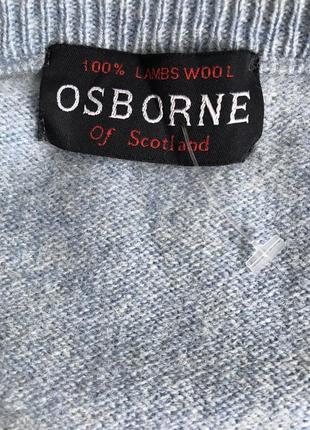 100% LAMBS WOOL
OSBORNE
Of Scotland